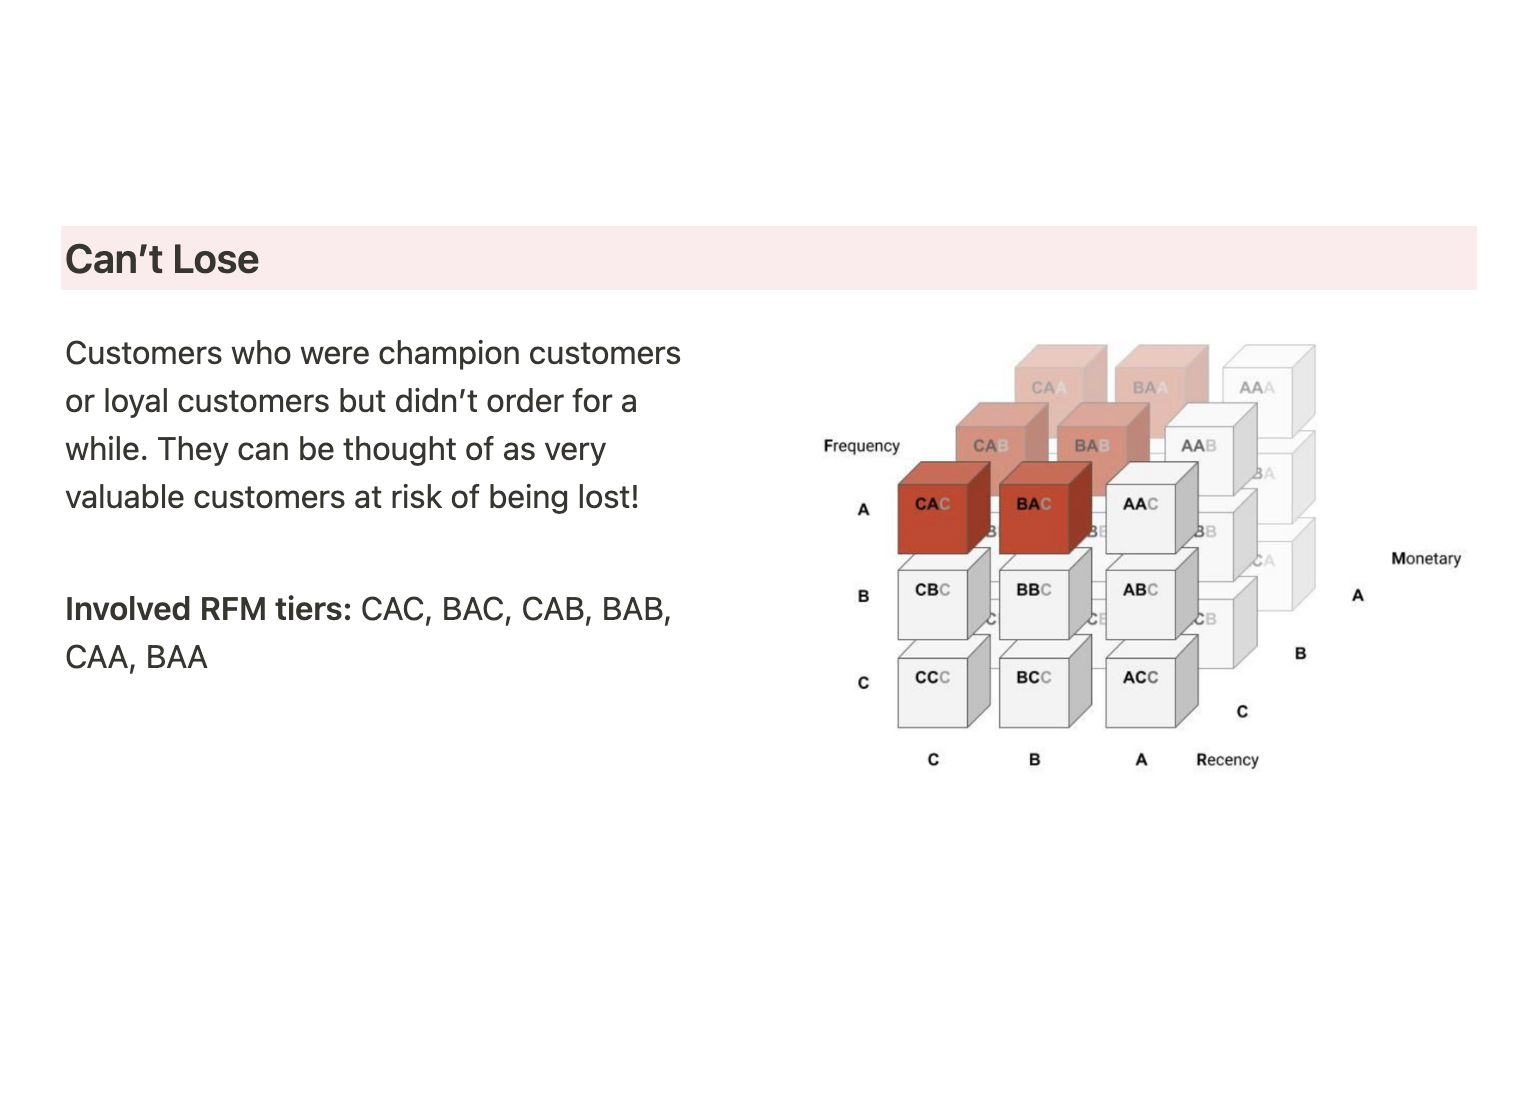 Can’t Lose
Customers who were champion customers
or loyal customers but didn’t order for a
while. They can be thought of as very
valuable customers at risk of being lost!
Involved RFM tiers: CAC, BAC, CAB, BAB,
CAA, BAA
CAA BAA AAA
Frequency CAB BAB AAB
A CAC BAC AAC
Monetary
B CBC BBC ABC A
B
C CCC BCC ACC
C
C B A Recency